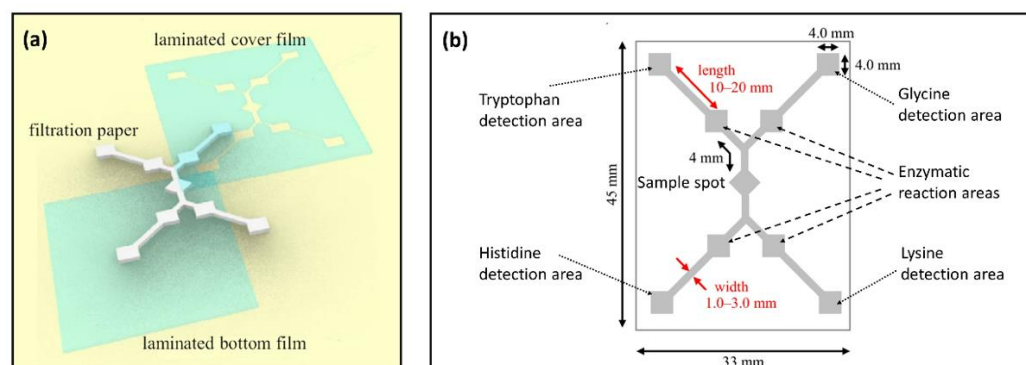 (a)
laminated cover film
filtration paper
laminated bottom film
(b)
4.0 mm
4.0 mm
length
10–20 mm
Tryptophan
detection area
Glycine
detection area
4 mm
Sample spot
Enzymatic
reaction areas
45 mm
Histidine
detection area
Lysine
detection area
width
1.0–3.0 mm
33 mm